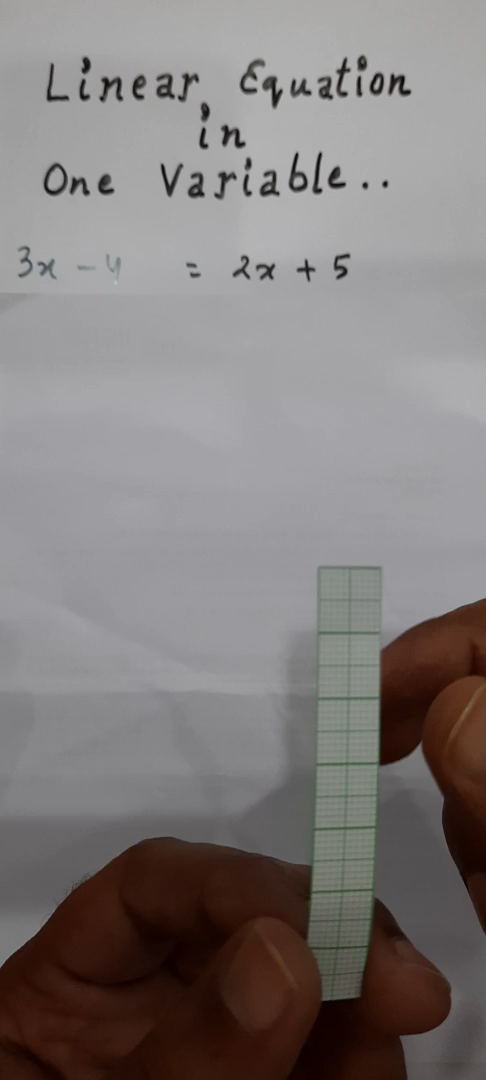 Linear Equation
in
One Variable..
3x - 4 = 2x + 5